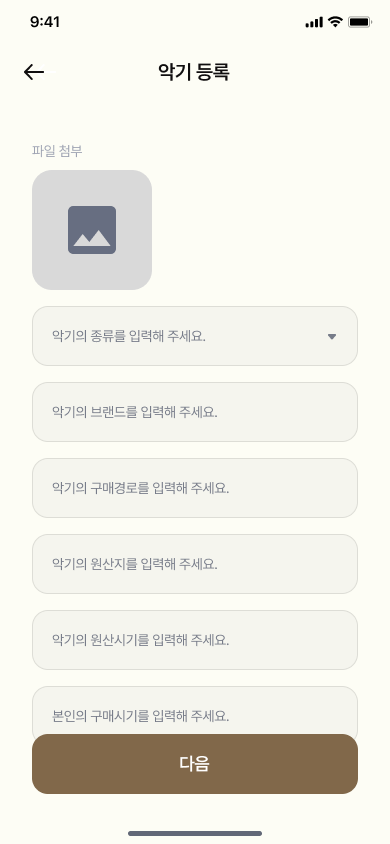 9:41
악기 등록
파일 첨부
악기의 종류를 입력해 주세요.
악기의 브랜드를 입력해 주세요.
악기의 구매경로를 입력해 주세요.
악기의 원산지를 입력해 주세요.
악기의 원산시기를 입력해 주세요.
본인의 구매시기를 입력해 주세요.
다음